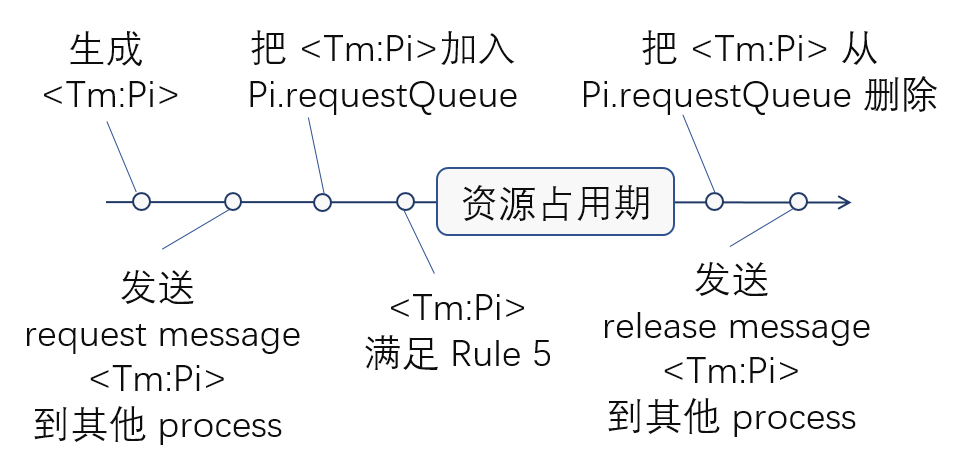 生成
<Tm:Pi>
把 <Tm:Pi>加入
Pi.requestQueue
把 <Tm:Pi> 从
Pi.requestQueue 删除
资源占用期
发送
request message
<Tm:Pi>
到其他 process
<Tm:Pi>
满足 Rule 5
发送
release message
<Tm:Pi>
到其他 process